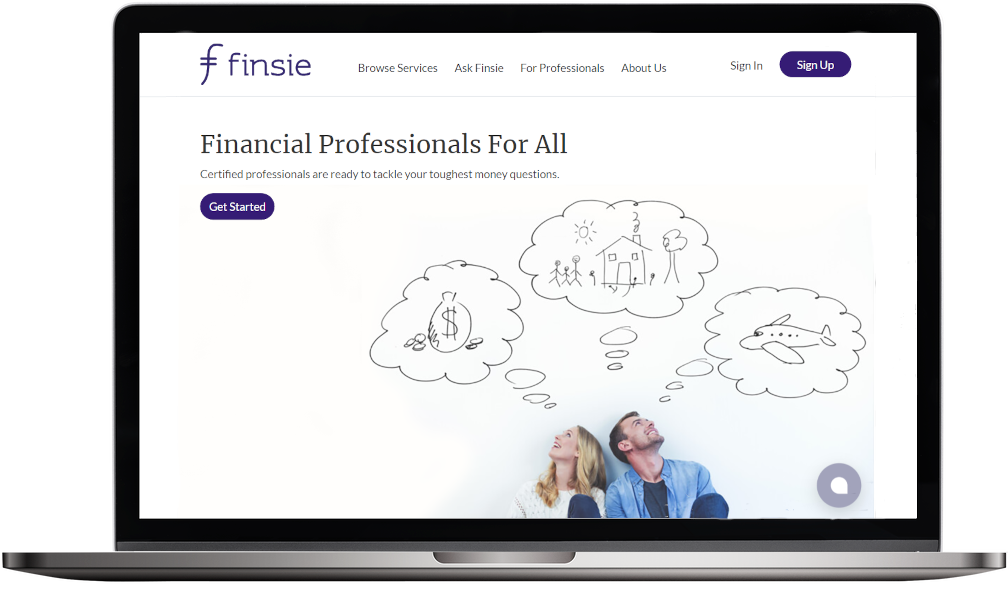 finsie
Browse Services Ask Finsie For Professionals About Us Sign In Sign Up
Financial Professionals For All
Certified professionals are ready to tackle your toughest money questions.
Get Started
$